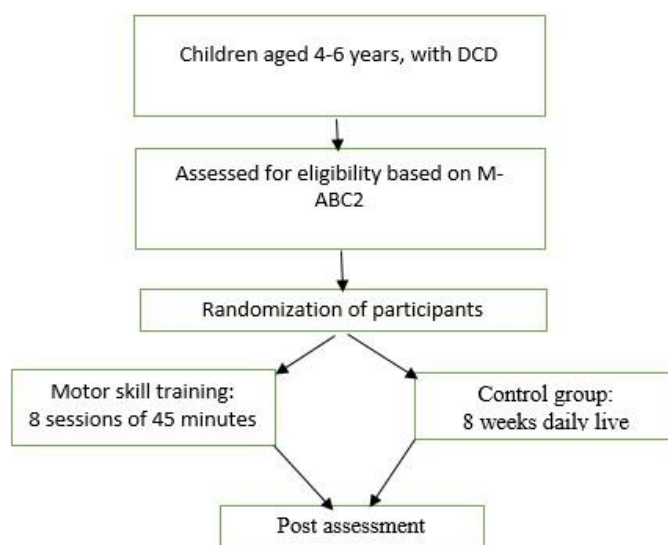 Children aged 4-6 years, with DCD
Assessed for eligibility based on M-
ABC2
Randomization of participants
Motor skill training:
8 sessions of 45 minutes
Control group:
8 weeks daily live
Post assessment